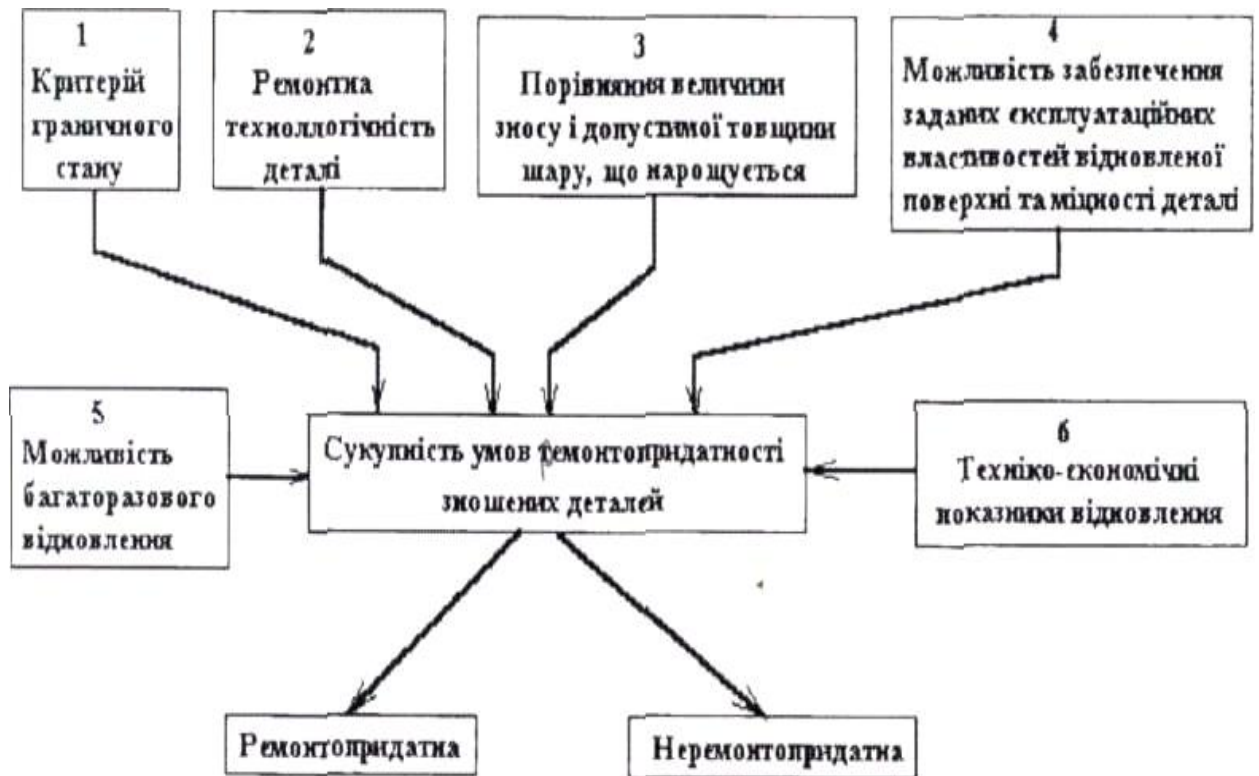 1
Критерій
граничного
стану
2
Ремонтна
техноллогічність
деталі
3
Порівняння величини
зносу і допустимої товщини
шару, що нарощується
4
Можливість забезпечення
заданих експлуатаційних
властивостей відновленої
поверхні та міцності деталі
5
Можливість
багаторазового
відновлення
Сукупність умов темонтопридатності
зношених деталей
6
Техніко-економічні
показники відновлення
Ремонтопридатна
Неремонтопридатна